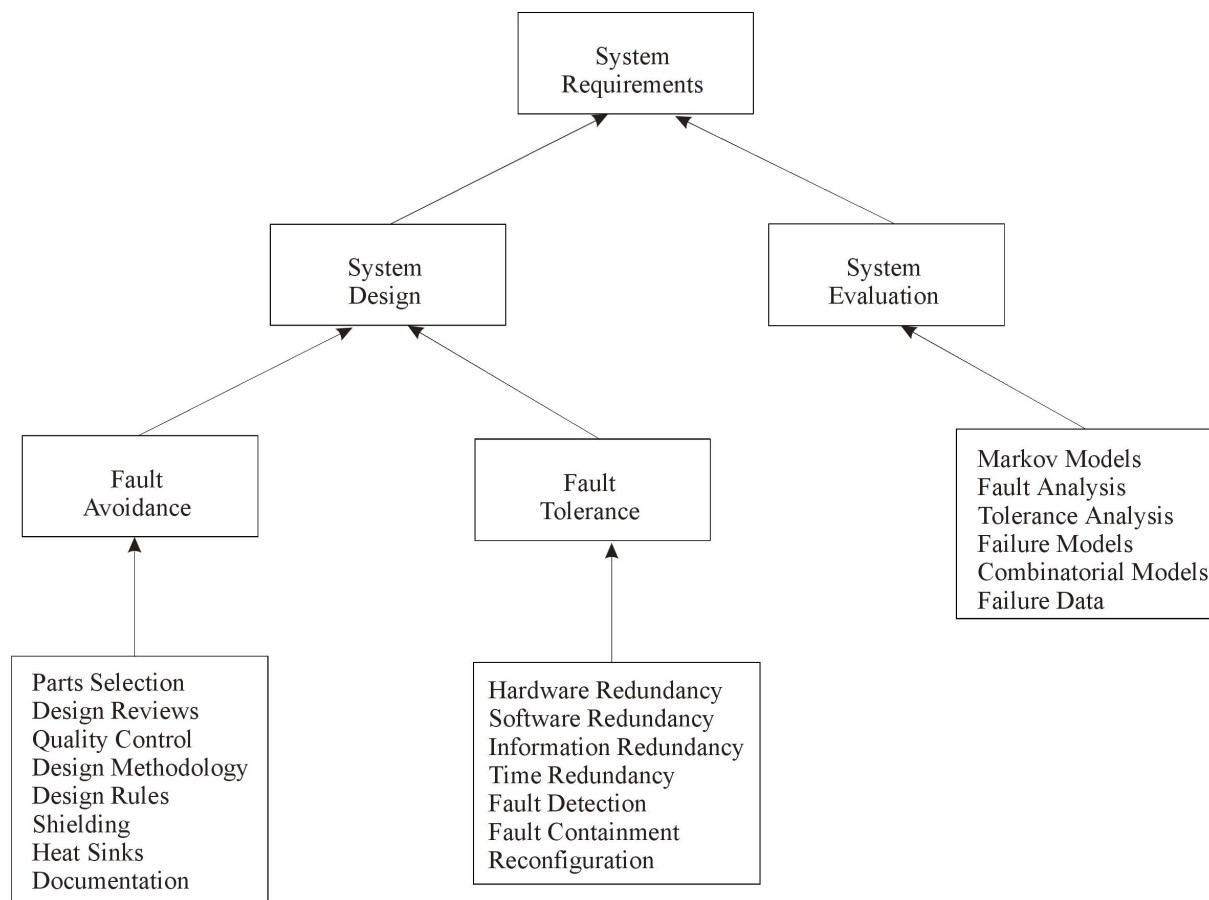 System
Requirements
System
Design
System
Evaluation
Fault
Avoidance
Fault
Tolerance
Markov Models
Fault Analysis
Tolerance Analysis
Failure Models
Combinatorial Models
Failure Data
Parts Selection
Design Reviews
Quality Control
Design Methodology
Design Rules
Shielding
Heat Sinks
Documentation
Hardware Redundancy
Software Redundancy
Information Redundancy
Time Redundancy
Fault Detection
Fault Containment
Reconfiguration